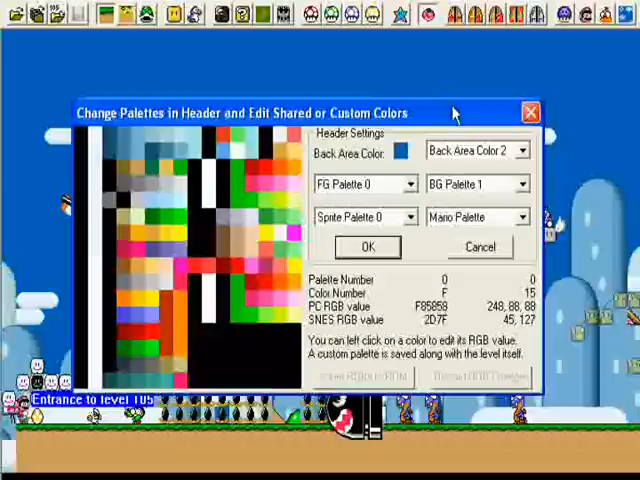 Change Palettes in Header and Edit Shared or Custom Colors
Header Settings
Back Area Color:
Back Area Color 2
FG Palette 0
BG Palette 1
Sprite Palette 0
Mario Palette
OK
Cancel
Palette Number 0 0
Color Number F 15
PC RGB value F85858 248, 88, 88
SNES RGB value 2D7F 45, 127
You can left click on a color to edit its RGB value.
A custom palette is saved along with the level itself.
Entrance to level 105